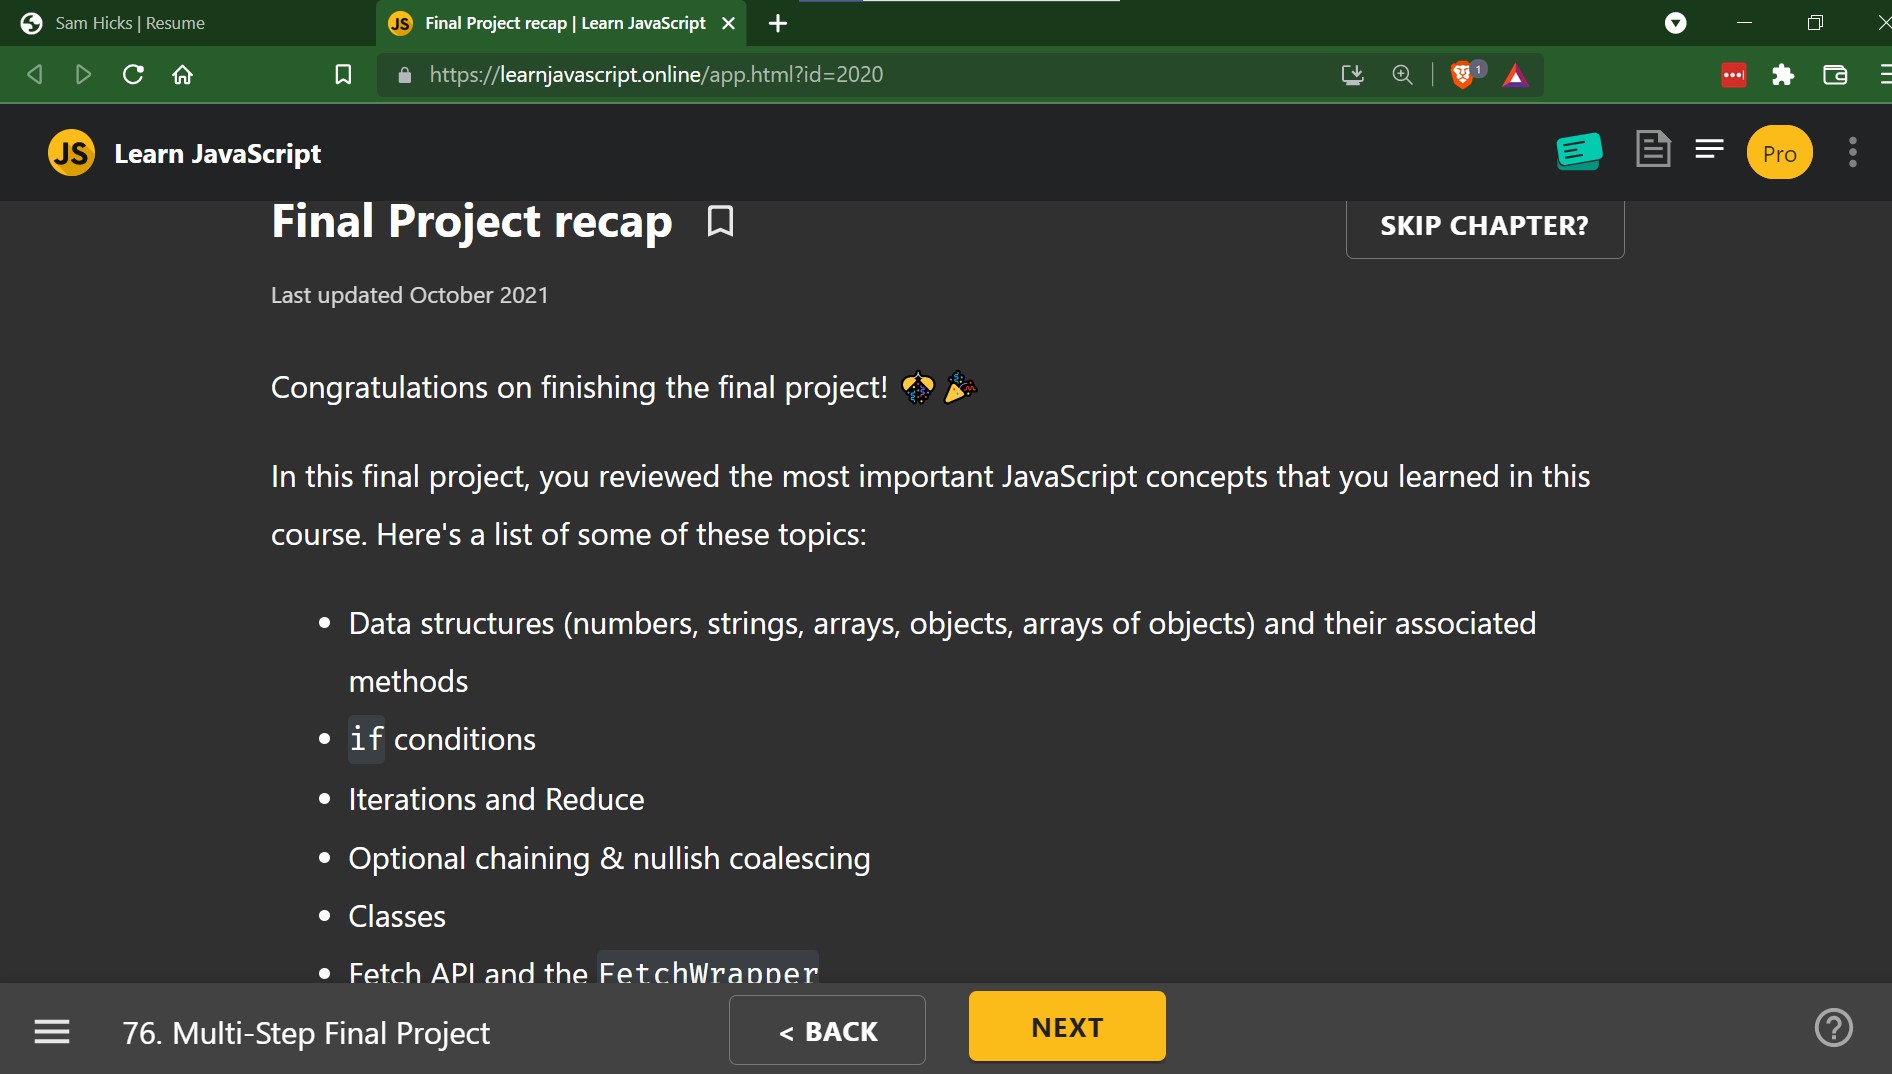 Sam Hicks | Resume
JS Final Project recap | Learn JavaScript
https://learnjavascript.online/app.html?id=2020
1
JS Learn JavaScript
Pro
Final Project recap
SKIP CHAPTER?
Last updated October 2021
Congratulations on finishing the final project!
In this final project, you reviewed the most important JavaScript concepts that you learned in this
course. Here's a list of some of these topics:
• Data structures (numbers, strings, arrays, objects, arrays of objects) and their associated
methods
• if conditions
• Iterations and Reduce
• Optional chaining & nullish coalescing
• Classes
• Fetch API and the FetchWrapper
76. Multi-Step Final Project
< BACK
NEXT
?